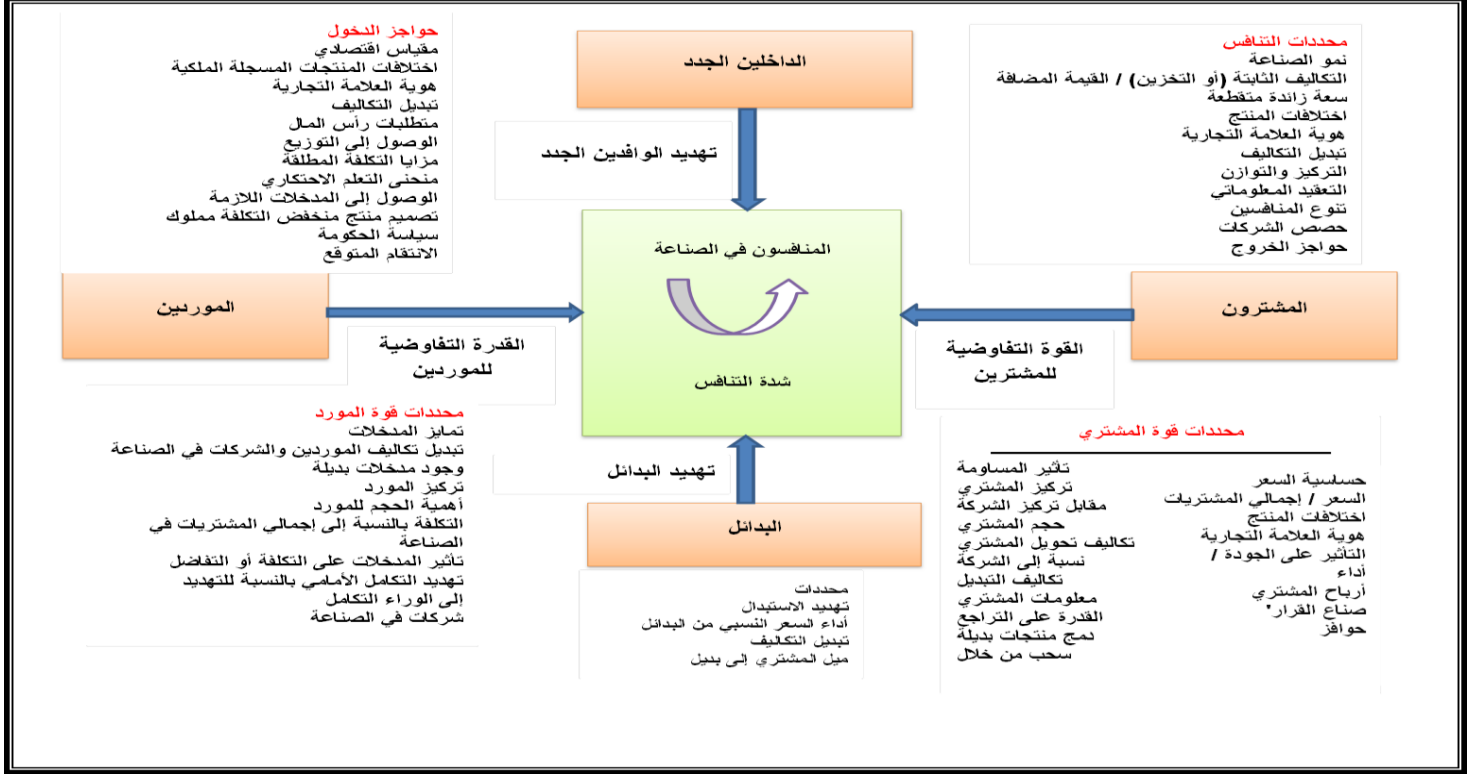 حواجز الدخول
مقياس اقتصادي
اختلافات المنتجات المسجلة الملكية
هوية العلامة التجارية
تبديل التكاليف
متطلبات رأس المال
الوصول إلى التوزيع
مزايا التكلفة المطلقة
منحنى التعلم الاحتكاري
الوصول إلى المدخلات اللازمة
تصميم منتج منخفض التكلفة مملوك
سياسة الحكومة
الانتقام المتوقع
الداخلين الجدد
تهديد الوافدين الجدد
محددات التنافس
نمو الصناعة
التكاليف الثابتة (أو التخزين) / القيمة المضافة
سعة زائدة متقطعة
اختلافات المنتج
هوية العلامة التجارية
تبديل التكاليف
التركيز والتوازن
التعقيد المعلوماتي
تنوع المنافسين
حصص الشركات
حواجز الخروج
المنافسون في الصناعة
شدة التنافس
الموردين
القدرة التفاوضية
للموردين
المشترون
القوة التفاوضية
للمشترين
محددات قوة المورد
تمايز المدخلات
تبديل تكاليف الموردين والشركات في الصناعة
وجود مدخلات بديلة
تركيز المورد
أهمية الحجم للمورد
التكلفة بالنسبة إلى إجمالي المشتريات في
الصناعة
تأثير المدخلات على التكلفة أو التفاضل
تهديد التكامل الأمامي بالنسبة للتهديد
إلى الوراء التكامل
شركات في الصناعة
تهديد البدائل
البدائل
محددات
تهديد الاستبدال
أداء السعر النسبي من البدائل
تبديل التكاليف
ميل المشتري إلى بديل
محددات قوة المشتري
حساسية السعر
السعر / إجمالي المشتريات
اختلافات المنتج
هوية العلامة التجارية
التأثير على الجودة /
أداء
أرباح المشتري
صناع القرار'
حوافز
تأثير المساومة
تركيز المشتري
مقابل تركيز الشركة
حجم المشتري
تكاليف تحويل المشتري
نسبة إلى الشركة
تكاليف التبديل
معلومات المشتري
القدرة على التراجع
دمج منتجات بديلة
سحب من خلال